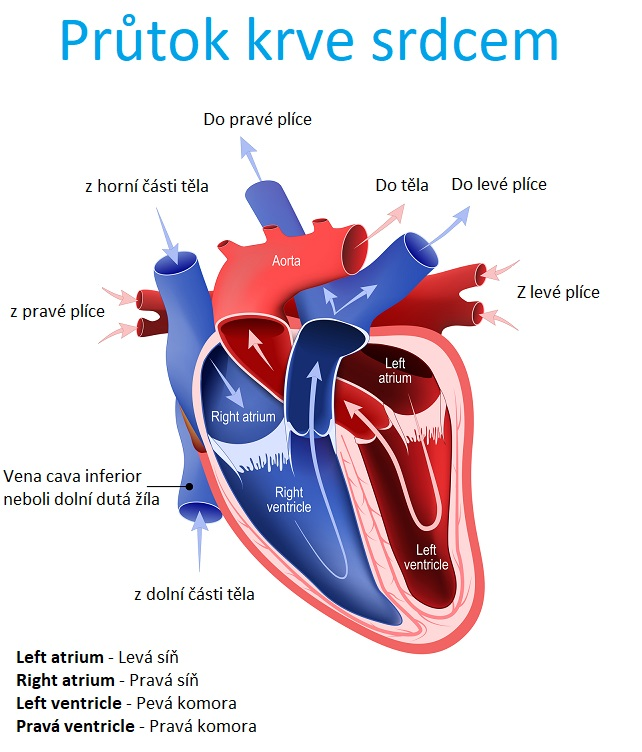 Průtok krve srdcem
Do pravé plíce
z horní části těla
Do těla
Do levé plíce
Aorta
z pravé plíce
Z levé plíce
Left
atrium
Right atrium
Vena cava inferior
neboli dolní dutá žíla
Right
ventricle
Left
ventricle
z dolní části těla
Left atrium - Levá síň
Right atrium - Pravá síň
Left ventricle - Pevá komora
Pravá ventricle - Pravá komora